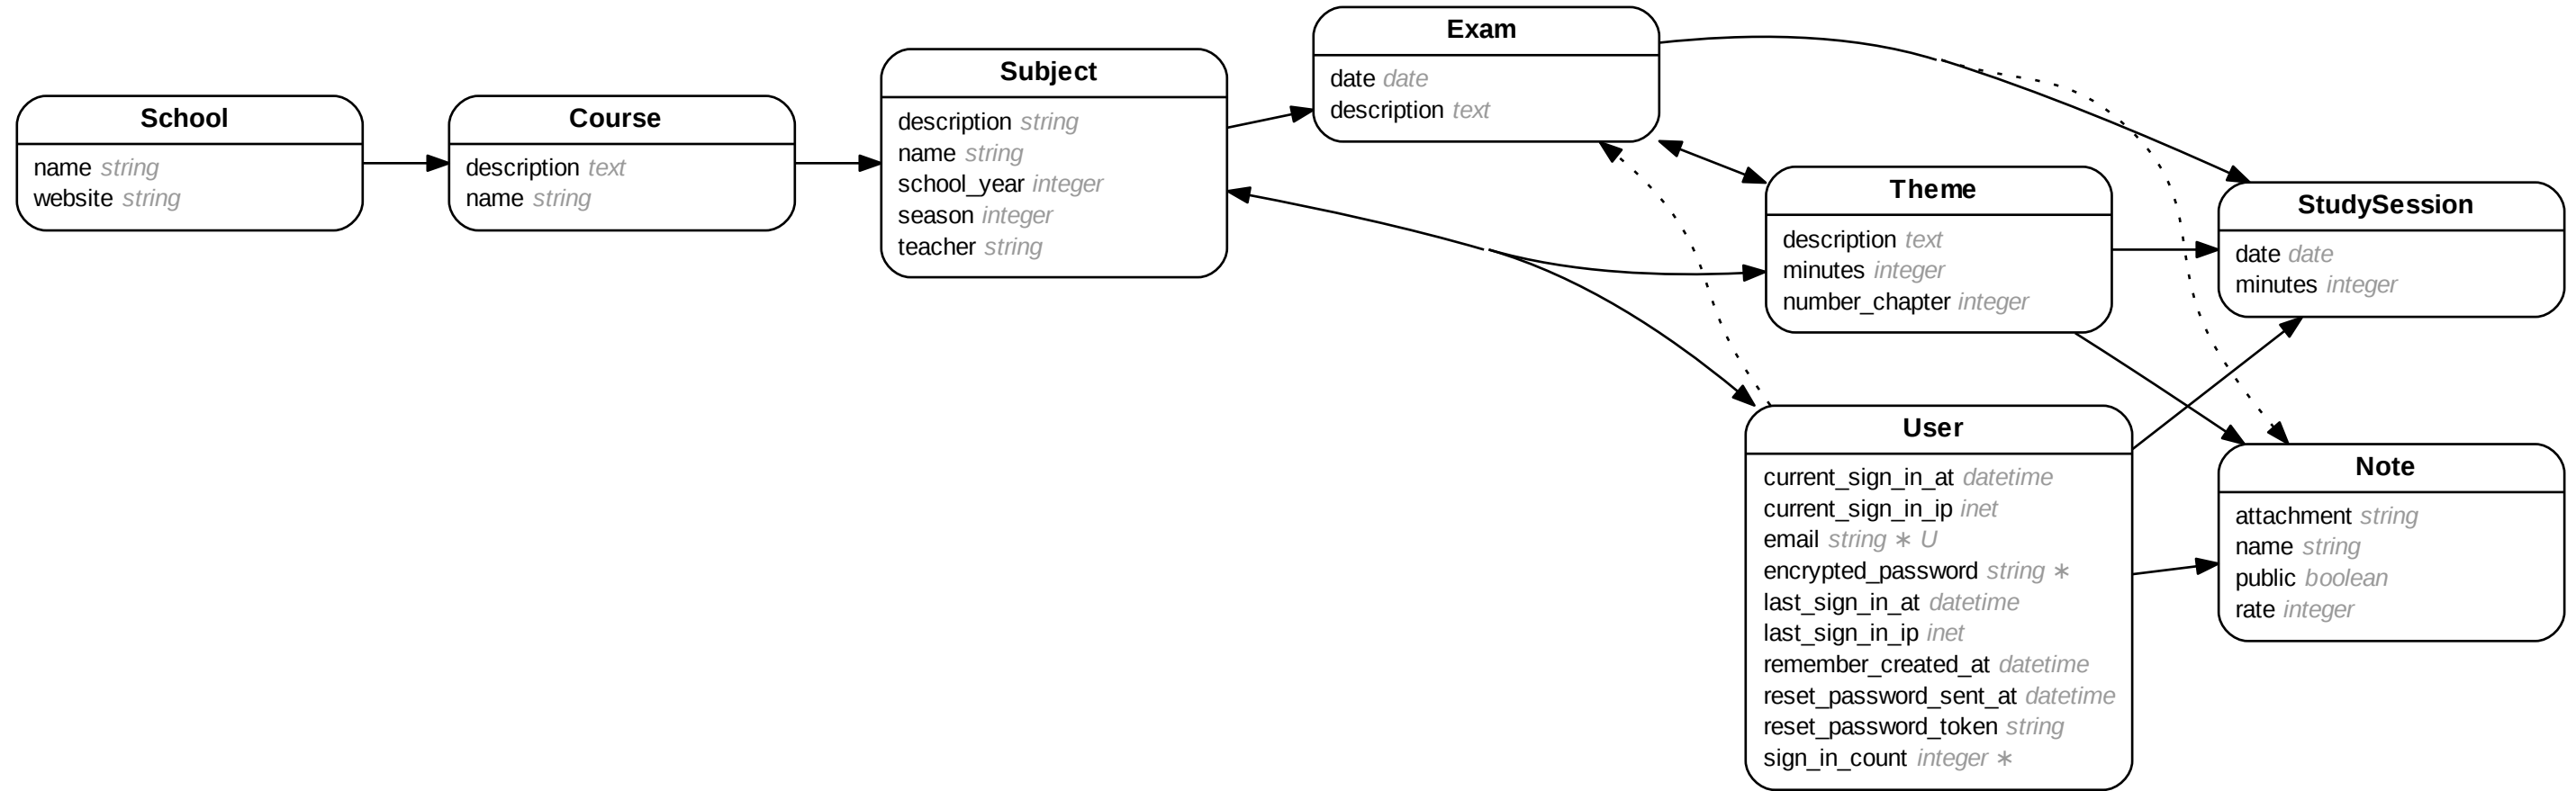 School
name string
website string
Course
description text
name string
Subject
description string
name string
school_year integer
season integer
teacher string
Exam
date date
description text
Theme
description text
minutes integer
number_chapter integer
StudySession
date date
minutes integer
User
current_sign_in_at datetime
current_sign_in_ip inet
email string ∗ U
encrypted_password string ∗
last_sign_in_at datetime
last_sign_in_ip inet
remember_created_at datetime
reset_password_sent_at datetime
reset_password_token string
sign_in_count integer ∗
Note
attachment string
name string
public boolean
rate integer